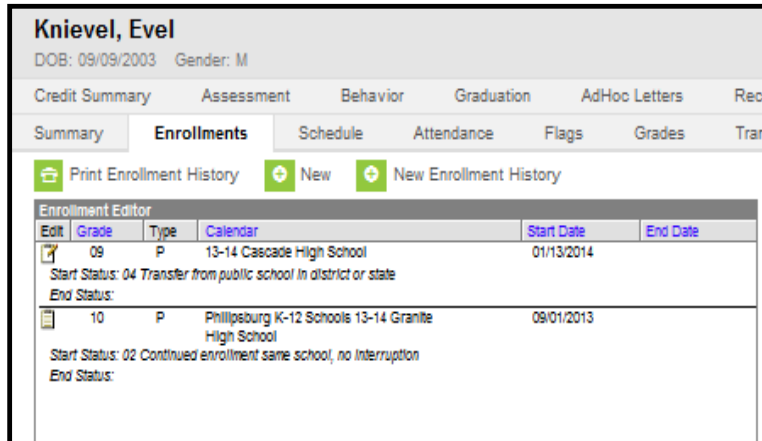 Knievel, Evel
DOB: 09/09/2003 Gender: M
Credit Summary Assessment Behavior Graduation AdHoc Letters Rec
Summary Enrollments Schedule Attendance Flags Grades Tran
Print Enrollment History New New Enrollment History
Enrollment Editor
Edit Grade Type Calendar Start Date End Date
09 P 13-14 Cascade High School 01/13/2014
Start Status: 04 Transfer from public school in district or state
End Status:
10 P Philipsburg K-12 Schools 13-14 Granite 09/01/2013
High School
Start Status: 02 Continued enrollment same school, no interruption
End Status: